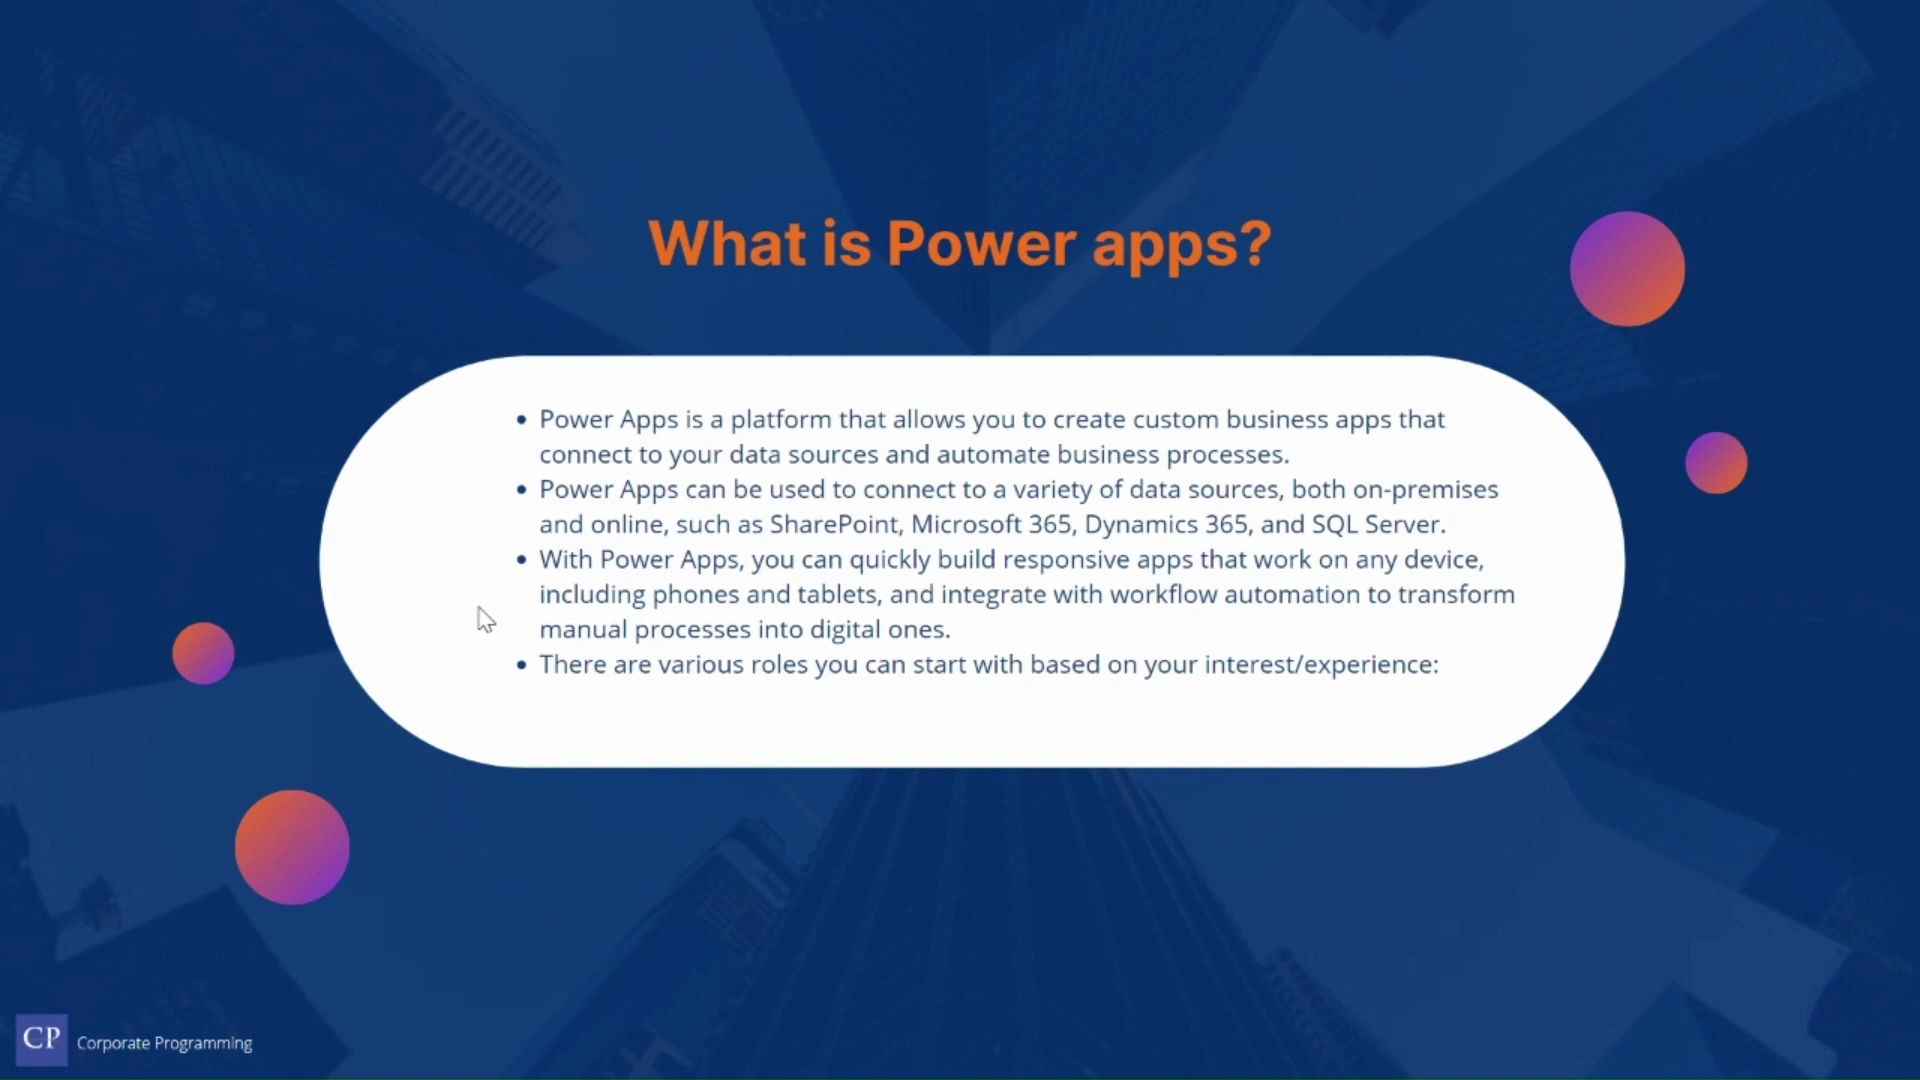 What is Power apps?
• Power Apps is a platform that allows you to create custom business apps that
connect to your data sources and automate business processes.
• Power Apps can be used to connect to a variety of data sources, both on-premises
and online, such as SharePoint, Microsoft 365, Dynamics 365, and SQL Server.
• With Power Apps, you can quickly build responsive apps that work on any device,
including phones and tablets, and integrate with workflow automation to transform
manual processes into digital ones.
• There are various roles you can start with based on your interest/experience:
CP Corporate Programming